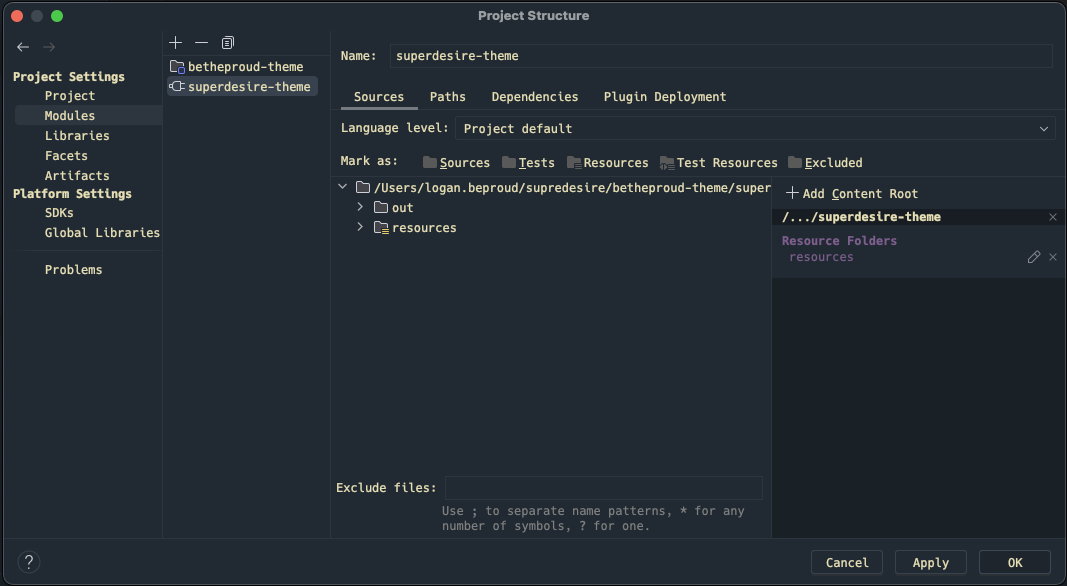 Project Structure
Project Settings
Project
Modules
Libraries
Facets
Artifacts
Platform Settings
SDKs
Global Libraries
Problems
betheproud-theme
superdesire-theme
Name: superdesire-theme
Sources Paths Dependencies Plugin Deployment
Language level: Project default
Mark as: Sources Tests Resources Test Resources Excluded
/Users/logan.beproud/supredesire/betheproud-theme/super
out
resources
Exclude files:
Use ; to separate name patterns, * for any
number of symbols, ? for one.
Add Content Root
/.../superdesire-theme
Resource Folders
resources
?
Cancel Apply OK